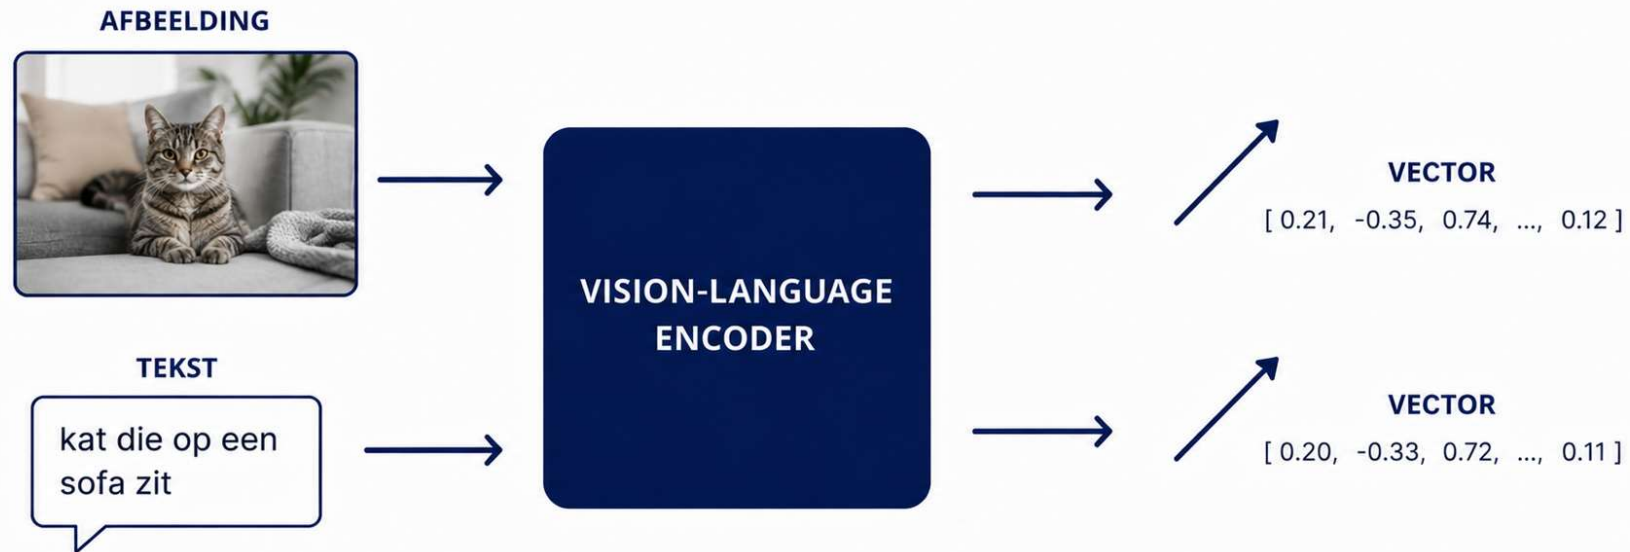 AFBEELDING
TEKST
kat die op een
sofa zit
VISION-LANGUAGE
ENCODER
VECTOR
[ 0.21, -0.35, 0.74, ..., 0.12 ]
VECTOR
[ 0.20, -0.33, 0.72, ..., 0.11 ]